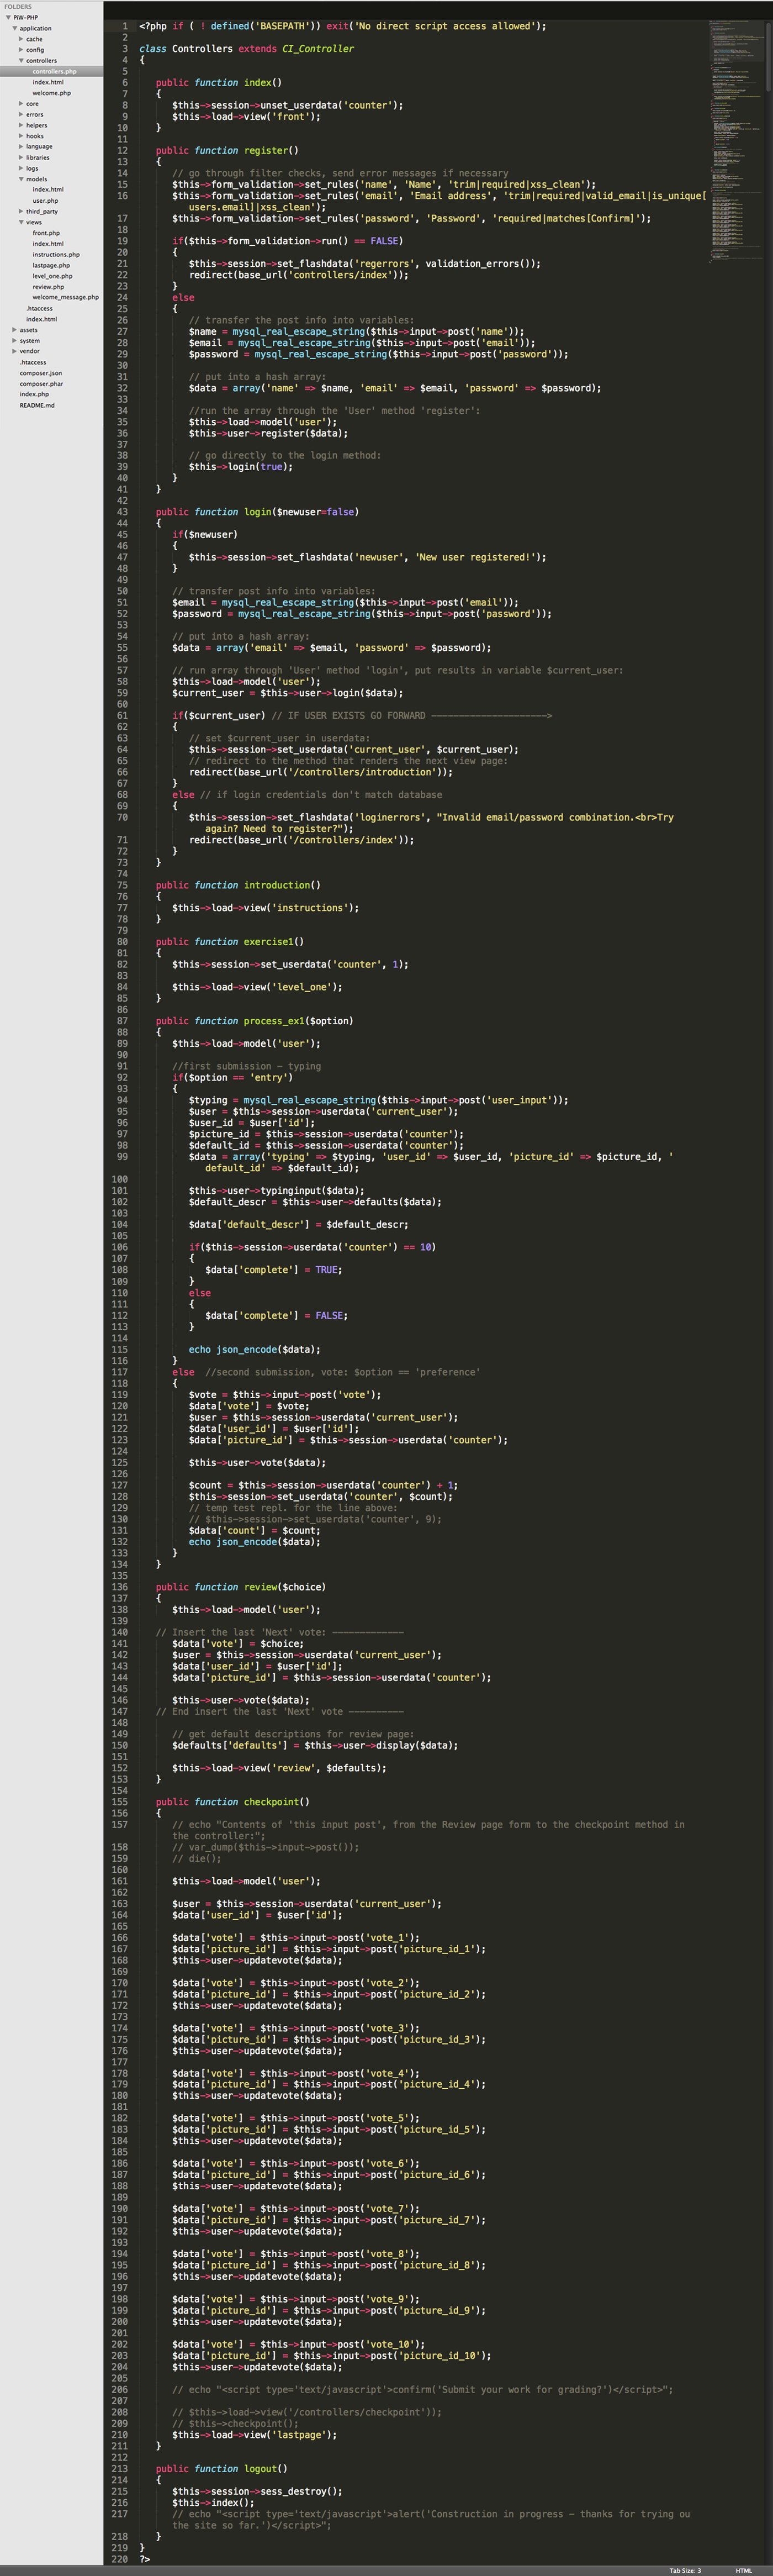 FOLDERS
PiW-PHP
application
cache
config
controllers
controllers.php
index.html
welcome.php
core
errors
helpers
hooks
language
libraries
logs
models
index.html
user.php
third_party
views
front.php
index.html
instructions.php
lastpage.php
level_one.php
review.php
welcome_message.php
.htaccess
index.html
assets
system
vendor
.htaccess
composer.json
composer.phar
index.php
README.md
1 <?php if ( ! defined('BASEPATH')) exit('No direct script access allowed');
2
3 class Controllers extends CI_Controller
4 {
5
6 public function index()
7 {
8 $this->session->unset_userdata('counter');
9 $this->load->view('front');
10 }
11
12 public function register()
13 {
14 // go through filter checks, send error messages if necessary
15 $this->form_validation->set_rules('name', 'Name', 'trim|required|xss_clean');
16 $this->form_validation->set_rules('email', 'Email address', 'trim|required|valid_email|is_unique[
users.email]|xss_clean');
17 $this->form_validation->set_rules('password', 'Password', 'required|matches[Confirm]');
18
19 if($this->form_validation->run() == FALSE)
20 {
21 $this->session->set_flashdata('regerrors', validation_errors());
22 redirect(base_url('controllers/index'));
23 }
24 else
25 {
26 // transfer the post info into variables:
27 $name = mysql_real_escape_string($this->input->post('name'));
28 $email = mysql_real_escape_string($this->input->post('email'));
29 $password = mysql_real_escape_string($this->input->post('password'));
30
31 // put into a hash array:
32 $data = array('name' => $name, 'email' => $email, 'password' => $password);
33
34 //run the array through the 'User' method 'register':
35 $this->load->model('user');
36 $this->user->register($data);
37
38 // go directly to the login method:
39 $this->login(true);
40 }
41 }
42
43 public function login($newuser=false)
44 {
45 if($newuser)
46 {
47 $this->session->set_flashdata('newuser', 'New user registered!');
48 }
49
50 // transfer post info into variables:
51 $email = mysql_real_escape_string($this->input->post('email'));
52 $password = mysql_real_escape_string($this->input->post('password'));
53
54 // put into a hash array:
55 $data = array('email' => $email, 'password' => $password);
56
57 // run array through 'User' method 'login', put results in variable $current_user:
58 $this->load->model('user');
59 $current_user = $this->user->login($data);
60
61 if($current_user) // IF USER EXISTS GO FORWARD --------------------->
62 {
63 // set $current_user in userdata:
64 $this->session->set_userdata('current_user', $current_user);
65 // redirect to the method that renders the next view page:
66 redirect(base_url('/controllers/introduction'));
67 }
68 else // if login credentials don't match database
69 {
70 $this->session->set_flashdata('loginerrors', "Invalid email/password combination.<br>Try
again? Need to register?");
71 redirect(base_url('/controllers/index'));
72 }
73 }
74
75 public function introduction()
76 {
77 $this->load->view('instructions');
78 }
79
80 public function exercise1()
81 {
82 $this->session->set_userdata('counter', 1);
83
84 $this->load->view('level_one');
85 }
86
87 public function process_ex1($option)
88 {
89 $this->load->model('user');
90
91 //first submission - typing
92 if($option == 'entry')
93 {
94 $typing = mysql_real_escape_string($this->input->post('user_input'));
95 $user = $this->session->userdata('current_user');
96 $user_id = $user['id'];
97 $picture_id = $this->session->userdata('counter');
98 $default_id = $this->session->userdata('counter');
99 $data = array('typing' => $typing, 'user_id' => $user_id, 'picture_id' => $picture_id, '
default_id' => $default_id);
100
101 $this->user->typinginput($data);
102 $default_descr = $this->user->defaults($data);
103
104 $data['default_descr'] = $default_descr;
105
106 if($this->session->userdata('counter') == 10)
107 {
108 $data['complete'] = TRUE;
109 }
110 else
111 {
112 $data['complete'] = FALSE;
113 }
114
115 echo json_encode($data);
116 }
117 else //second submission, vote: $option == 'preference'
118 {
119 $vote = $this->input->post('vote');
120 $data['vote'] = $vote;
121 $user = $this->session->userdata('current_user');
122 $data['user_id'] = $user['id'];
123 $data['picture_id'] = $this->session->userdata('counter');
124
125 $this->user->vote($data);
126
127 $count = $this->session->userdata('counter') + 1;
128 $this->session->set_userdata('counter', $count);
129 // temp test repl. for the line above:
130 // $this->session->set_userdata('counter', 9);
131 $data['count'] = $count;
132 echo json_encode($data);
133 }
134 }
135
136 public function review($choice)
137 {
138 $this->load->model('user');
139
140 // Insert the last 'Next' vote: -------------
141 $data['vote'] = $choice;
142 $user = $this->session->userdata('current_user');
143 $data['user_id'] = $user['id'];
144 $data['picture_id'] = $this->session->userdata('counter');
145
146 $this->user->vote($data);
147 // End insert the last 'Next' vote ----------
148
149 // get default descriptions for review page:
150 $defaults['defaults'] = $this->user->display($data);
151
152 $this->load->view('review', $defaults);
153 }
154
155 public function checkpoint()
156 {
157 // echo "Contents of 'this input post', from the Review page form to the checkpoint method in
the controller:";
158 // var_dump($this->input->post());
159 // die();
160
161 $this->load->model('user');
162
163 $user = $this->session->userdata('current_user');
164 $data['user_id'] = $user['id'];
165
166 $data['vote'] = $this->input->post('vote_1');
167 $data['picture_id'] = $this->input->post('picture_id_1');
168 $this->user->updatevote($data);
169
170 $data['vote'] = $this->input->post('vote_2');
171 $data['picture_id'] = $this->input->post('picture_id_2');
172 $this->user->updatevote($data);
173
174 $data['vote'] = $this->input->post('vote_3');
175 $data['picture_id'] = $this->input->post('picture_id_3');
176 $this->user->updatevote($data);
177
178 $data['vote'] = $this->input->post('vote_4');
179 $data['picture_id'] = $this->input->post('picture_id_4');
180 $this->user->updatevote($data);
181
182 $data['vote'] = $this->input->post('vote_5');
183 $data['picture_id'] = $this->input->post('picture_id_5');
184 $this->user->updatevote($data);
185
186 $data['vote'] = $this->input->post('vote_6');
187 $data['picture_id'] = $this->input->post('picture_id_6');
188 $this->user->updatevote($data);
189
190 $data['vote'] = $this->input->post('vote_7');
191 $data['picture_id'] = $this->input->post('picture_id_7');
192 $this->user->updatevote($data);
193
194 $data['vote'] = $this->input->post('vote_8');
195 $data['picture_id'] = $this->input->post('picture_id_8');
196 $this->user->updatevote($data);
197
198 $data['vote'] = $this->input->post('vote_9');
199 $data['picture_id'] = $this->input->post('picture_id_9');
200 $this->user->updatevote($data);
201
202 $data['vote'] = $this->input->post('vote_10');
203 $data['picture_id'] = $this->input->post('picture_id_10');
204 $this->user->updatevote($data);
205
206 // echo "<script type='text/javascript'>confirm('Submit your work for grading?')</script>";
207
208 // $this->load->view('/controllers/checkpoint'));
209 // $this->checkpoint();
210 $this->load->view('lastpage');
211 }
212
213 public function logout()
214 {
215 $this->session->sess_destroy();
216 $this->index();
217 // echo "<script type='text/javascript'>alert('Construction in progress - thanks for trying ou
the site so far.')</script>";
218 }
219 }
220 ?>
Tab Size: 3 HTML